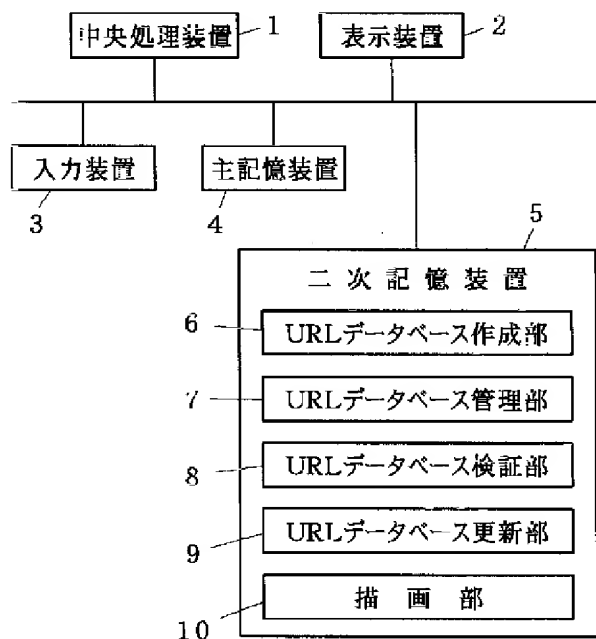 中央処理装置
1
表示装置
2
入力装置
3
主記憶装置
4
5
二次記憶装置
6
URLデータベース作成部
7
URLデータベース管理部
8
URLデータベース検証部
9
URLデータベース更新部
10
描画部